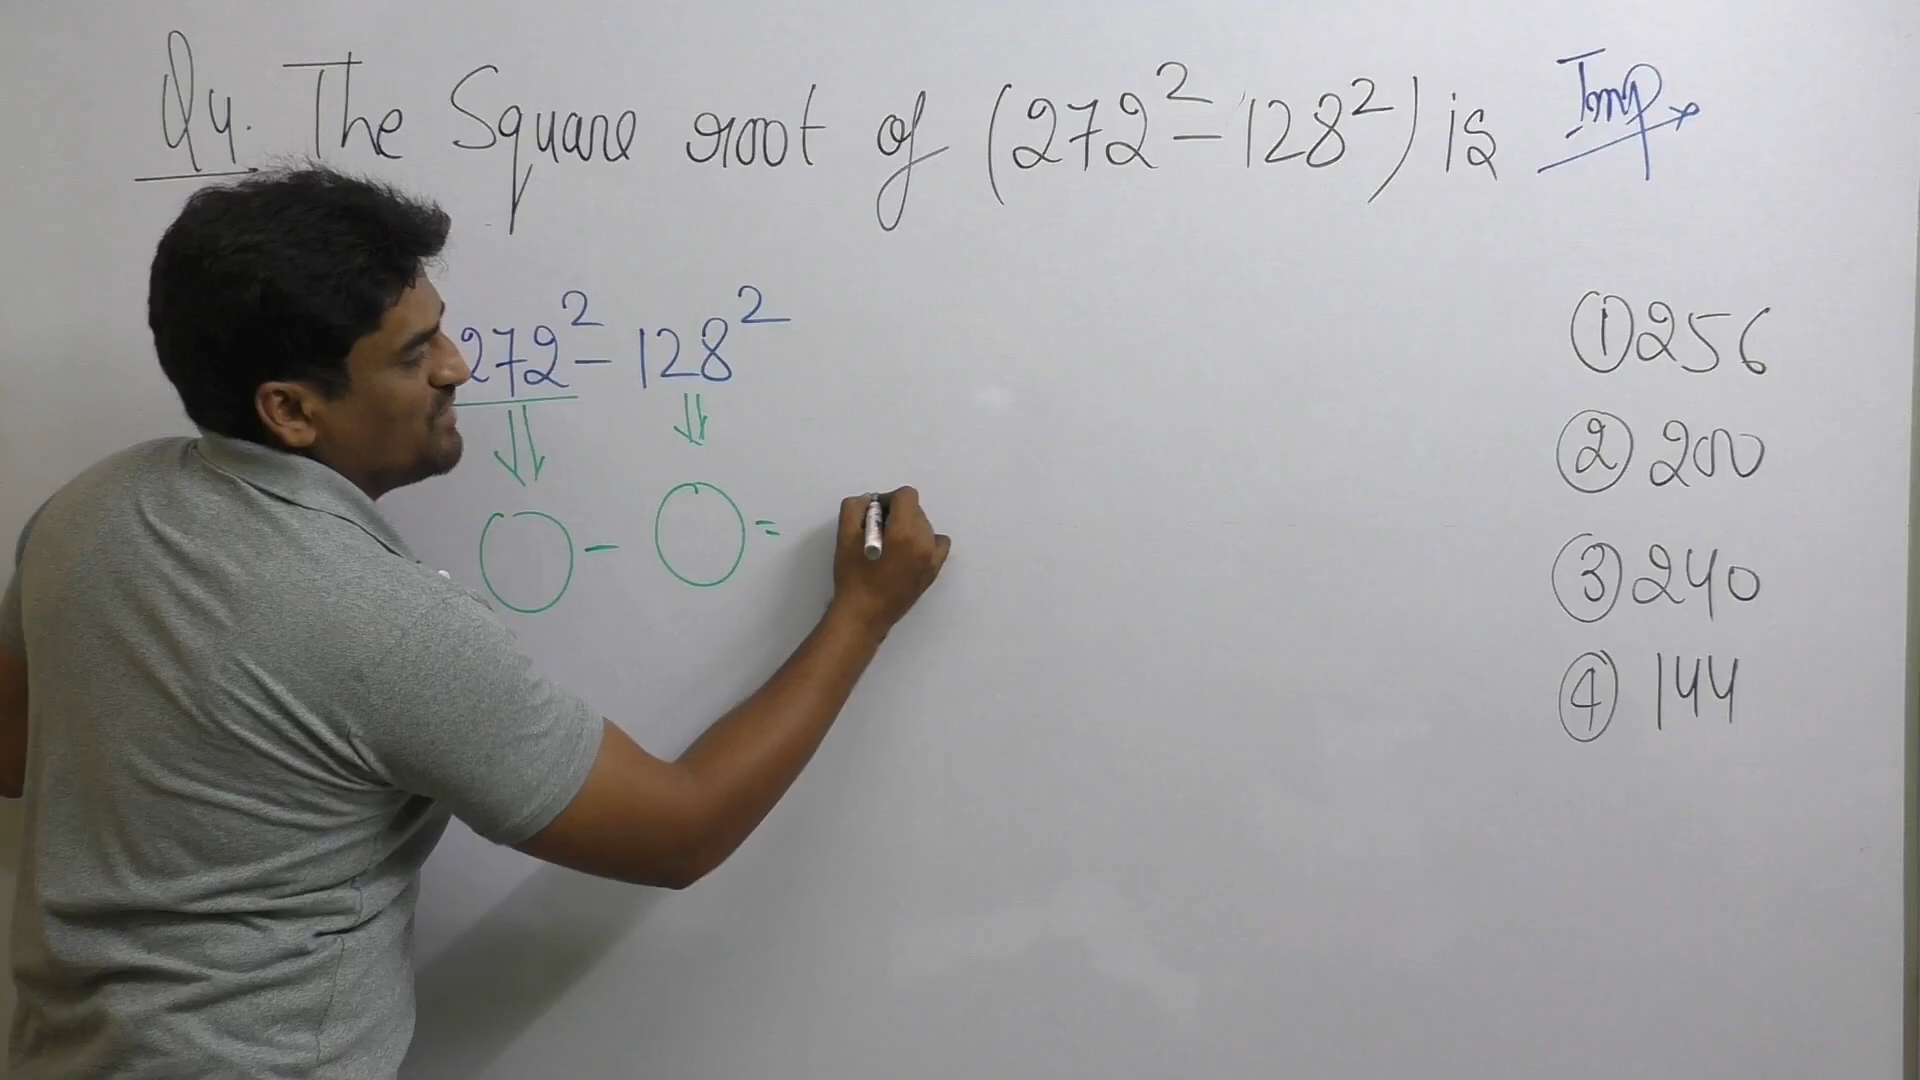 Q4. The Square root of (272² - 128²) is Imp
272² - 128²
- =
① 256
② 200
③ 240
④ 144